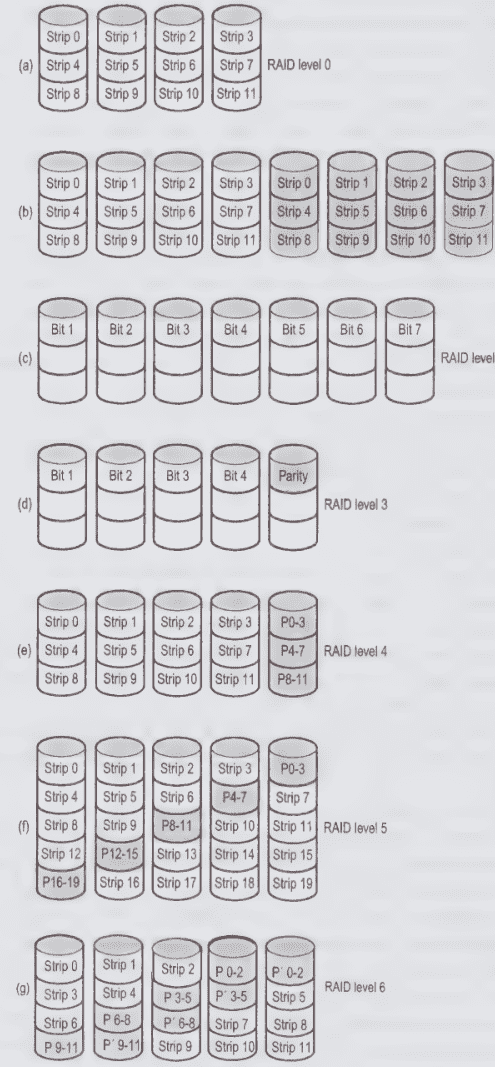 Strip 0 Strip 1 Strip 2 Strip 3
(a) Strip 4 Strip 5 Strip 6 Strip 7 RAID level 0
Strip 8 Strip 9 Strip 10 Strip 11
Strip 0 Strip 1 Strip 2 Strip 3 Strip 0 Strip 1 Strip 2 Strip 3
(b) Strip 4 Strip 5 Strip 6 Strip 7 Strip 4 Strip 5 Strip 6 Strip 7
Strip 8 Strip 9 Strip 10 Strip 11 Strip 8 Strip 9 Strip 10 Strip 11
Bit 1 Bit 2 Bit 3 Bit 4 Bit 5 Bit 6 Bit 7
(c) RAID level
Bit 1 Bit 2 Bit 3 Bit 4 Parity
(d) RAID level 3
Strip 0 Strip 1 Strip 2 Strip 3 P0-3
(e) Strip 4 Strip 5 Strip 6 Strip 7 P4-7 RAID level 4
Strip 8 Strip 9 Strip 10 Strip 11 P8-11
Strip 0 Strip 1 Strip 2 Strip 3 P0-3
Strip 4 Strip 5 Strip 6 P4-7 Strip 7
(f) Strip 8 Strip 9 P8-11 Strip 10 Strip 11 RAID level 5
Strip 12 P12-15 Strip 13 Strip 14 Strip 15
P16-19 Strip 16 Strip 17 Strip 18 Strip 19
Strip 0 Strip 1 Strip 2 P 0-2 P´ 0-2
(g) Strip 3 Strip 4 P 3-5 P´ 3-5 Strip 5 RAID level 6
Strip 6 P 6-8 P´ 6-8 Strip 7 Strip 8
P 9-11 P´ 9-11 Strip 9 Strip 10 Strip 11